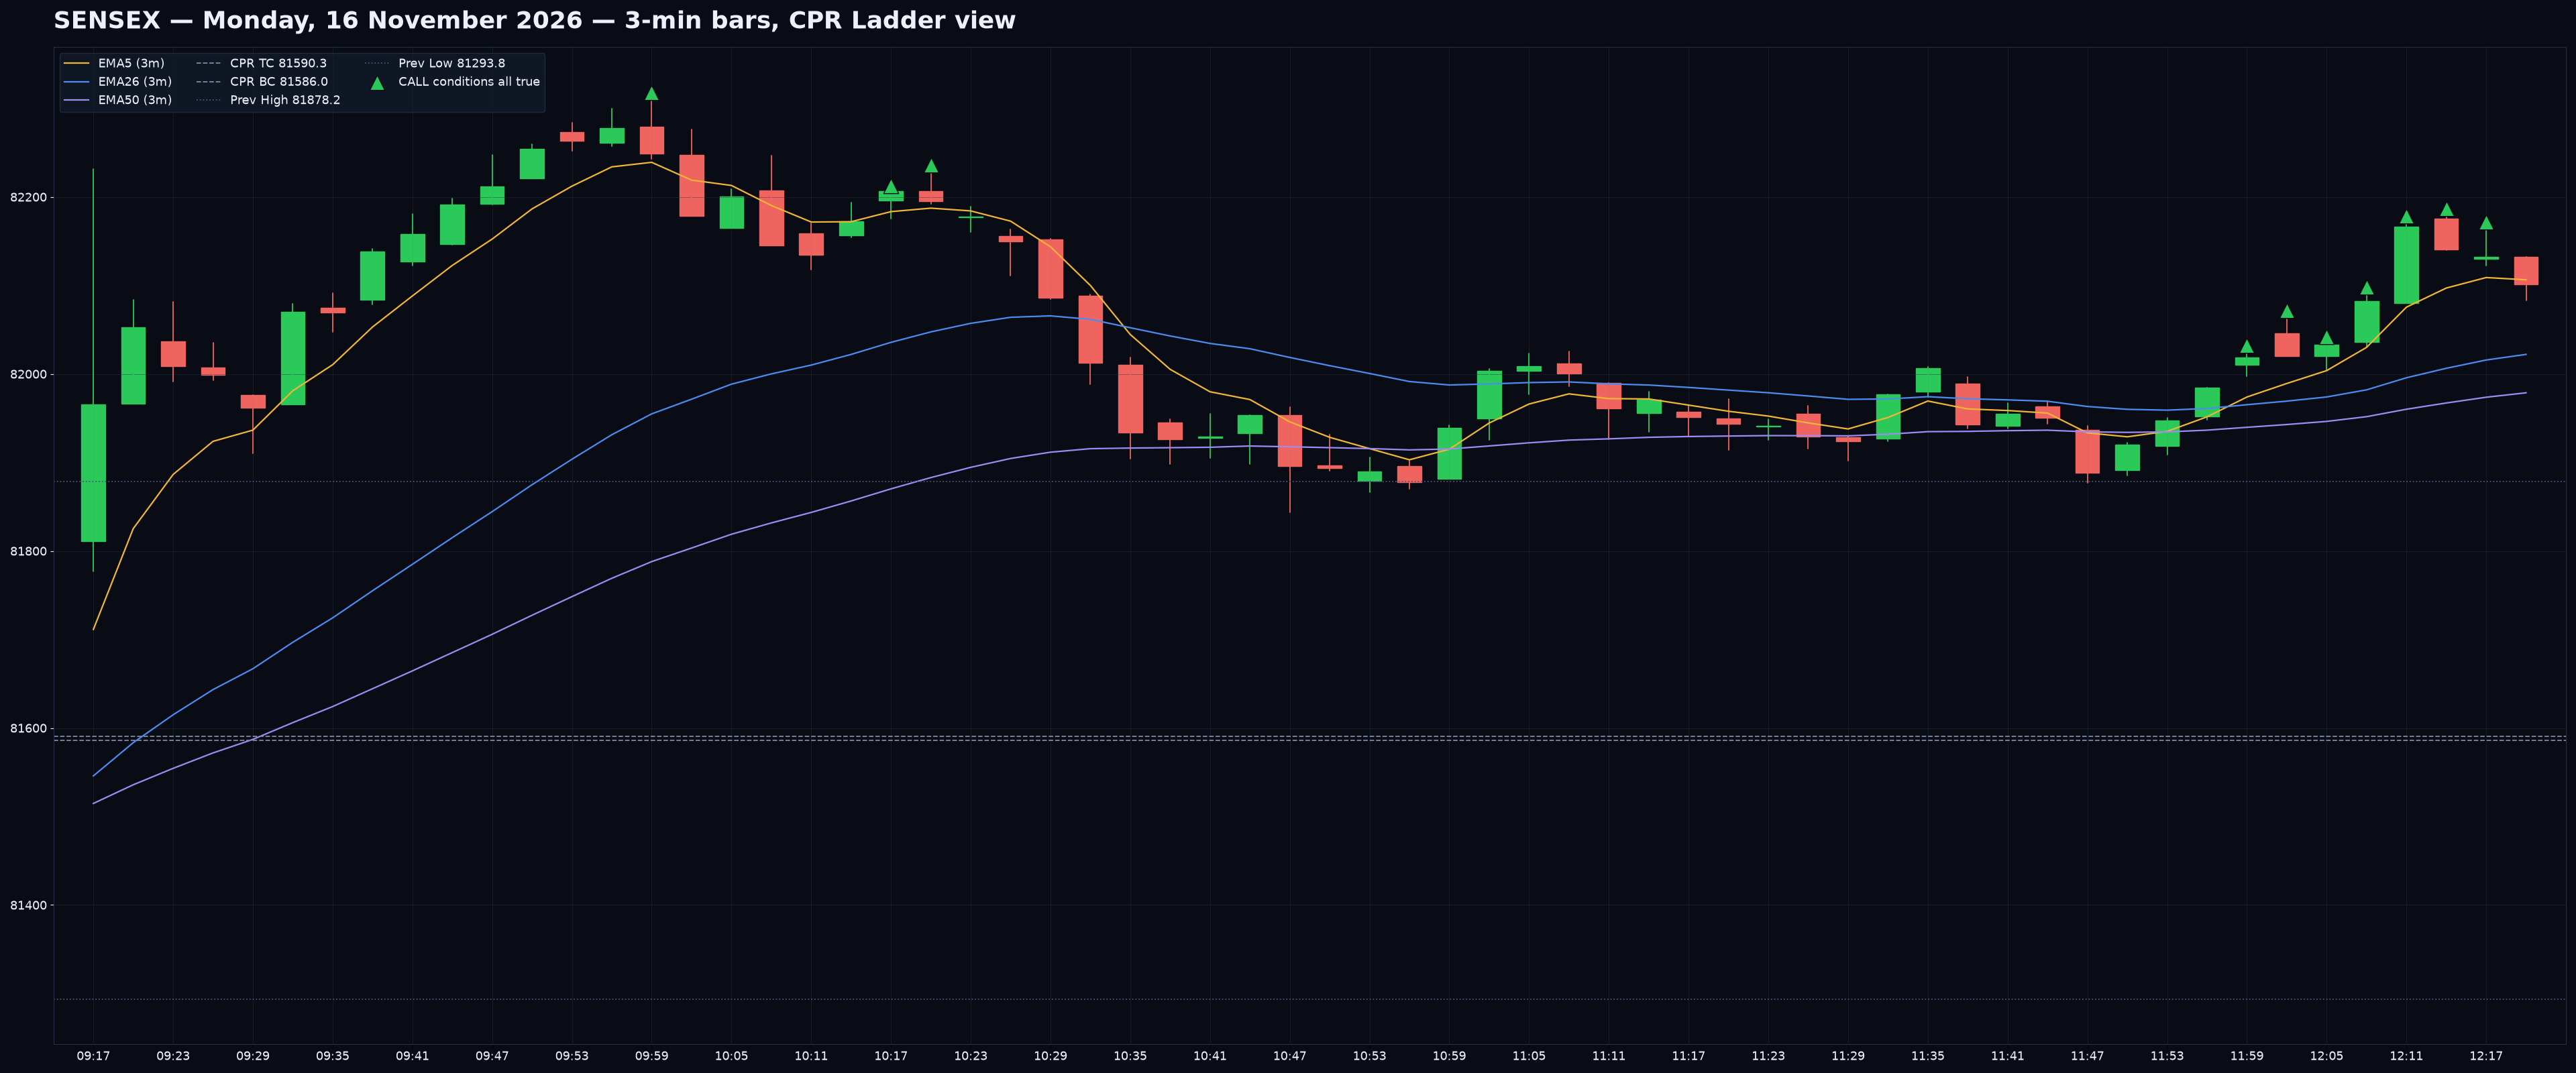 SENSEX — Monday, 16 November 2026 — 3-min bars, CPR Ladder view
EMA5 (3m)
EMA26 (3m)
EMA50 (3m)
CPR TC 81590.3
CPR BC 81586.0
Prev High 81878.2
Prev Low 81293.8
CALL conditions all true
82200
82000
81800
81600
81400
09:17 09:23 09:29 09:35 09:41 09:47 09:53 09:59 10:05 10:11 10:17 10:23 10:29 10:35 10:41 10:47 10:53 10:59 11:05 11:11 11:17 11:23 11:29 11:35 11:41 11:47 11:53 11:59 12:05 12:11 12:17